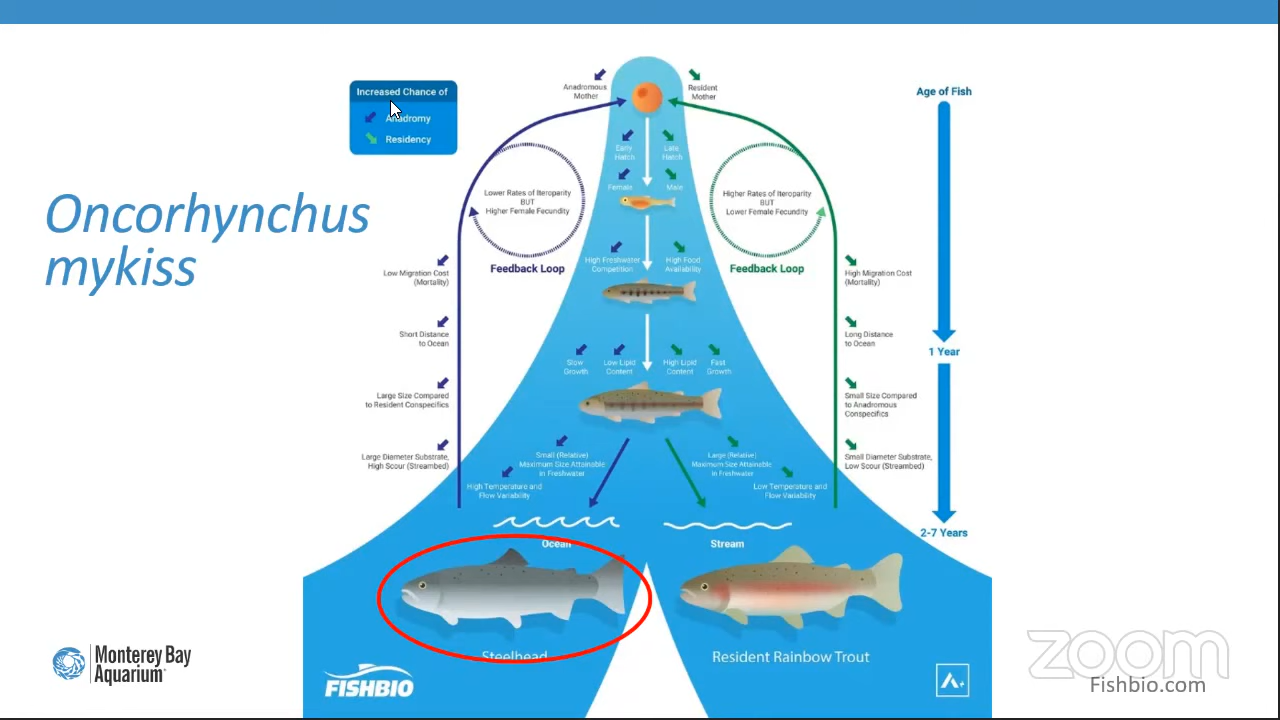 Oncorhynchus
mykiss
Increased Chance of
Anadromy
Residency
Anadromous
Mother
Resident
Mother
Age of Fish
Early
Hatch
Late
Hatch
Female
Male
Lower Rates of Iteroparity
BUT
Higher Female Fecundity
Feedback Loop
Higher Rates of Iteroparity
BUT
Lower Female Fecundity
Feedback Loop
High Freshwater
Competition
High Food
Availability
Low Migration Cost
(Mortality)
High Migration Cost
(Mortality)
Short Distance
to Ocean
Long Distance
to Ocean
1 Year
Slow
Growth
Low Lipid
Content
High Lipid
Content
Fast
Growth
Large Size Compared
to Resident Conspecifics
Small Size Compared
to Anadromous
Conspecifics
Large Diameter Substrate,
High Scour (Streambed)
Small Diameter Substrate,
Low Scour (Streambed)
Small (Relative)
Maximum Size Attainable
in Freshwater
Large (Relative)
Maximum Size Attainable
in Freshwater
High Temperature and
Flow Variability
Low Temperature and
Flow Variability
2-7 Years
Ocean
Stream
Steelhead
Resident Rainbow Trout
Monterey Bay
Aquarium
FISHBIO
zoom
Fishbio.com